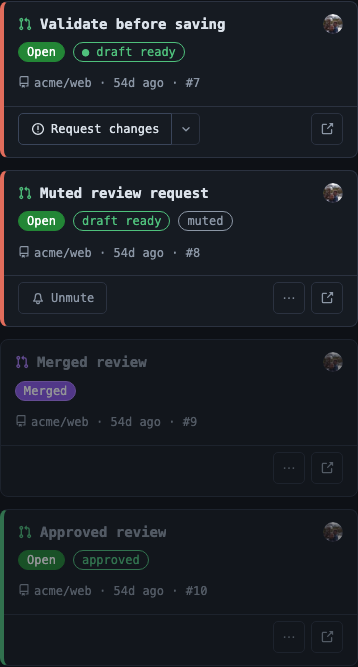 Validate before saving
Open draft ready
acme/web · 54d ago · #7
Request changes
Muted review request
Open draft ready muted
acme/web · 54d ago · #8
Unmute
Merged review
Merged
acme/web · 54d ago · #9
Approved review
Open approved
acme/web · 54d ago · #10